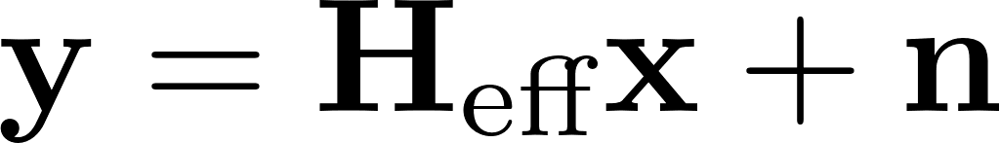 y = H_eff x + n